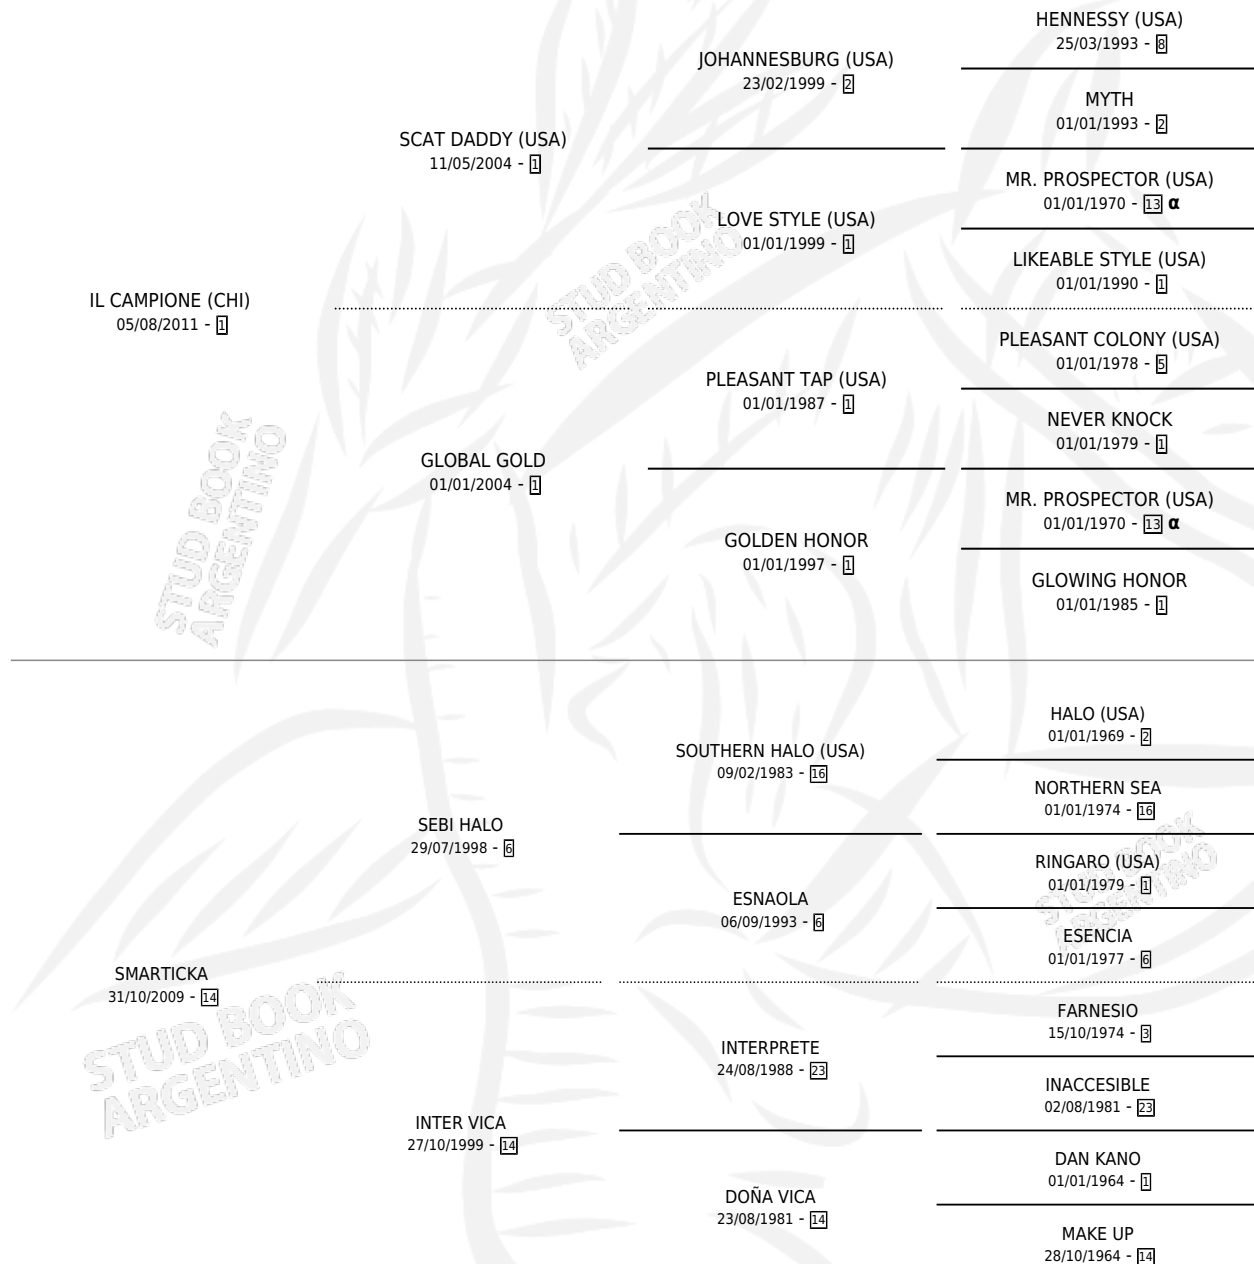 HENNESSY (USA)
25/03/1993 - 8
JOHANNESBURG (USA)
23/02/1999 - 2
MYTH
01/01/1993 - 2
SCAT DADDY (USA)
11/05/2004 - 1
MR. PROSPECTOR (USA)
01/01/1970 - 13 α
LOVE STYLE (USA)
01/01/1999 - 1
LIKEABLE STYLE (USA)
01/01/1990 - 1
IL CAMPIONE (CHI)
05/08/2011 - 1
PLEASANT COLONY (USA)
01/01/1978 - 5
PLEASANT TAP (USA)
01/01/1987 - 1
NEVER KNOCK
01/01/1979 - 1
GLOBAL GOLD
01/01/2004 - 1
MR. PROSPECTOR (USA)
01/01/1970 - 13 α
GOLDEN HONOR
01/01/1997 - 1
GLOWING HONOR
01/01/1985 - 1
HALO (USA)
01/01/1969 - 2
SOUTHERN HALO (USA)
09/02/1983 - 16
NORTHERN SEA
01/01/1974 - 16
SEBI HALO
29/07/1998 - 6
RINGARO (USA)
01/01/1979 - 1
ESNAOLA
06/09/1993 - 6
ESENCIA
01/01/1977 - 6
SMARTICKA
31/10/2009 - 14
FARNESIO
15/10/1974 - 3
INTERPRETE
24/08/1988 - 23
INACCESIBLE
02/08/1981 - 23
INTER VICA
27/10/1999 - 14
DAN KANO
01/01/1964 - 1
DOÑA VICA
23/08/1981 - 14
MAKE UP
28/10/1964 - 14
STUD BOOK
ARGENTINO
STUD BOOK
ARGENTINO
STUD BOOK
ARGENTINO
STUD BOOK
ARGENTINO